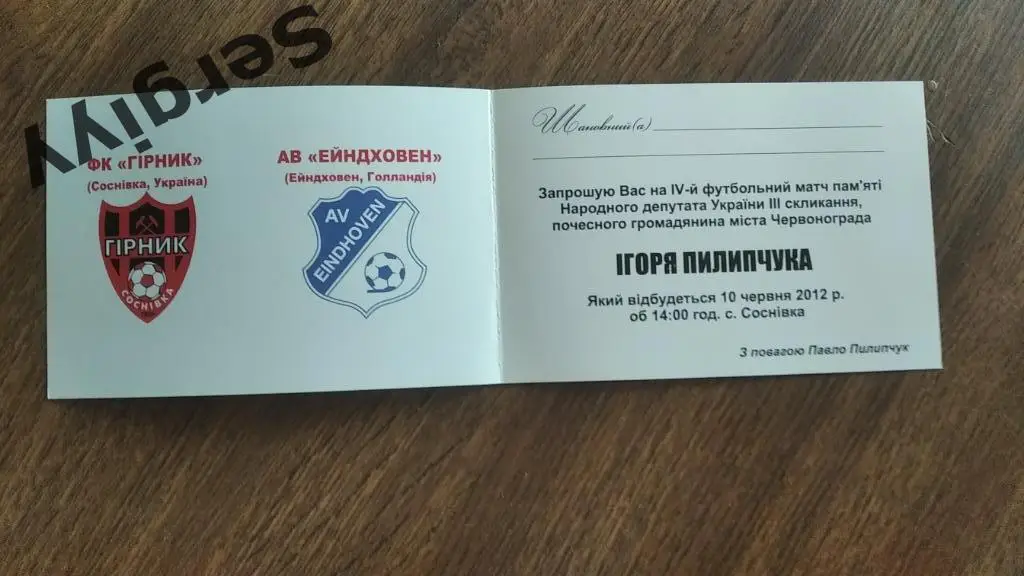 Sergiy
ФК «ГІРНИК»
(Соснівка, Україна)
ГІРНИК
СОСНІВКА
АВ «ЕЙНДХОВЕН»
(Ейндховен, Голландія)
AV
EINDHOVEN
Шановний(а)
Запрошую Вас на IV-й футбольний матч пам'яті
Народного депутата України III скликання,
почесного громадянина міста Червонограда
ІГОРЯ ПИЛИПЧУКА
Який відбудеться 10 червня 2012 р.
об 14:00 год. с. Соснівка
З повагою Павло Пилипчук